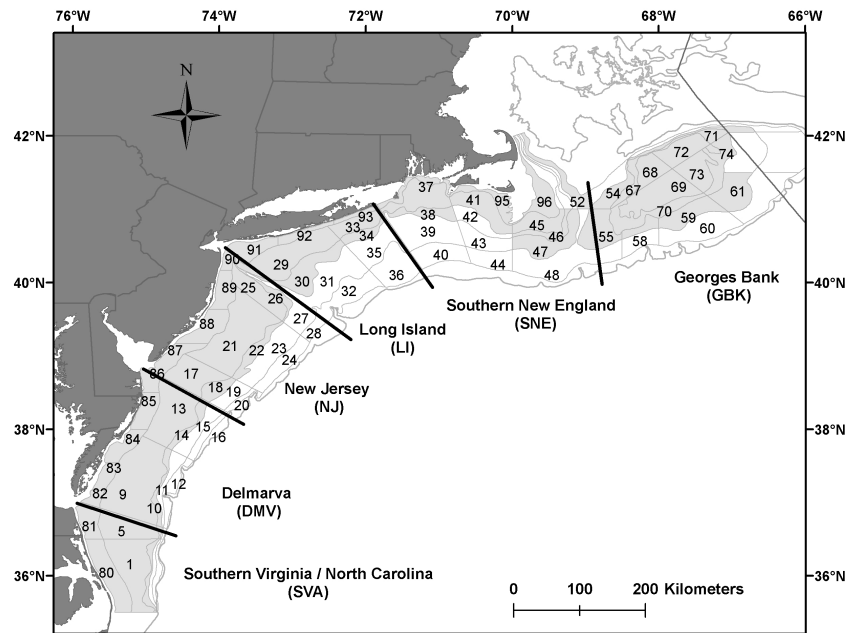 76°W 74°W 72°W 70°W 68°W 66°W
N
42°N 42°N
71
72 74
68 73
37 54 67 69 61
41 95 96 52
93 38 42 70 59
33 45
92 34 39 46 55 60
91 43 58
90 29 35 47
40 44
30 31 36 48
40°N 40°N
89 25 26 32
Georges Bank
(GBK)
Southern New England
(SNE)
88 27
28
Long Island
(LI)
87 21 22 23
24
86 17
18 19
New Jersey
(NJ)
85 13 20
15
84 14 16
38°N 38°N
83
82 9 11 12
10
Delmarva
(DMV)
81 5
80 1
36°N 36°N
Southern Virginia / North Carolina
(SVA)
0 100 200 Kilometers